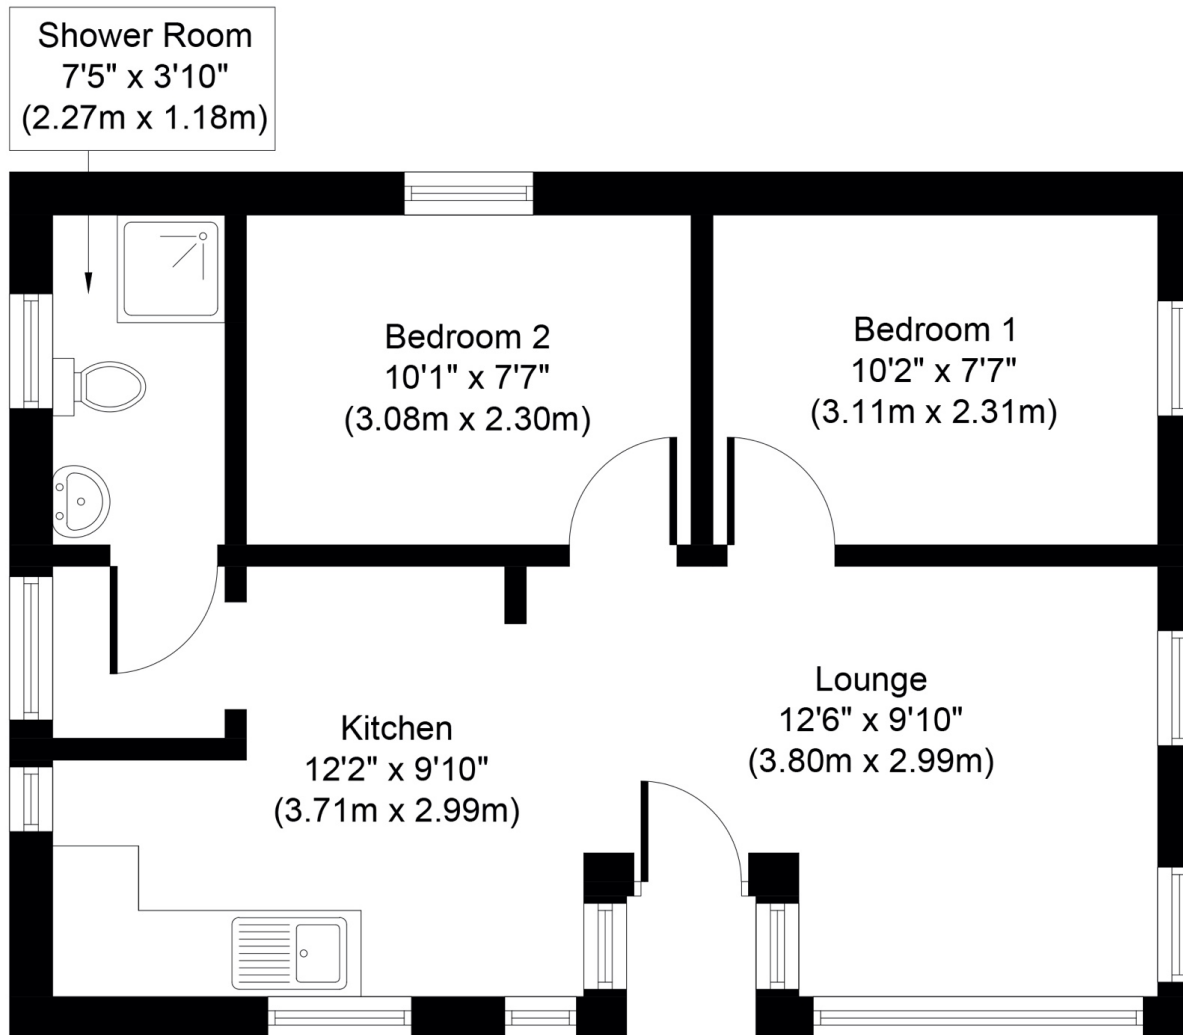 Shower Room
7'5" x 3'10"
(2.27m x 1.18m)
Bedroom 2
10'1" x 7'7"
(3.08m x 2.30m)
Bedroom 1
10'2" x 7'7"
(3.11m x 2.31m)
Kitchen
12'2" x 9'10"
(3.71m x 2.99m)
Lounge
12'6" x 9'10"
(3.80m x 2.99m)